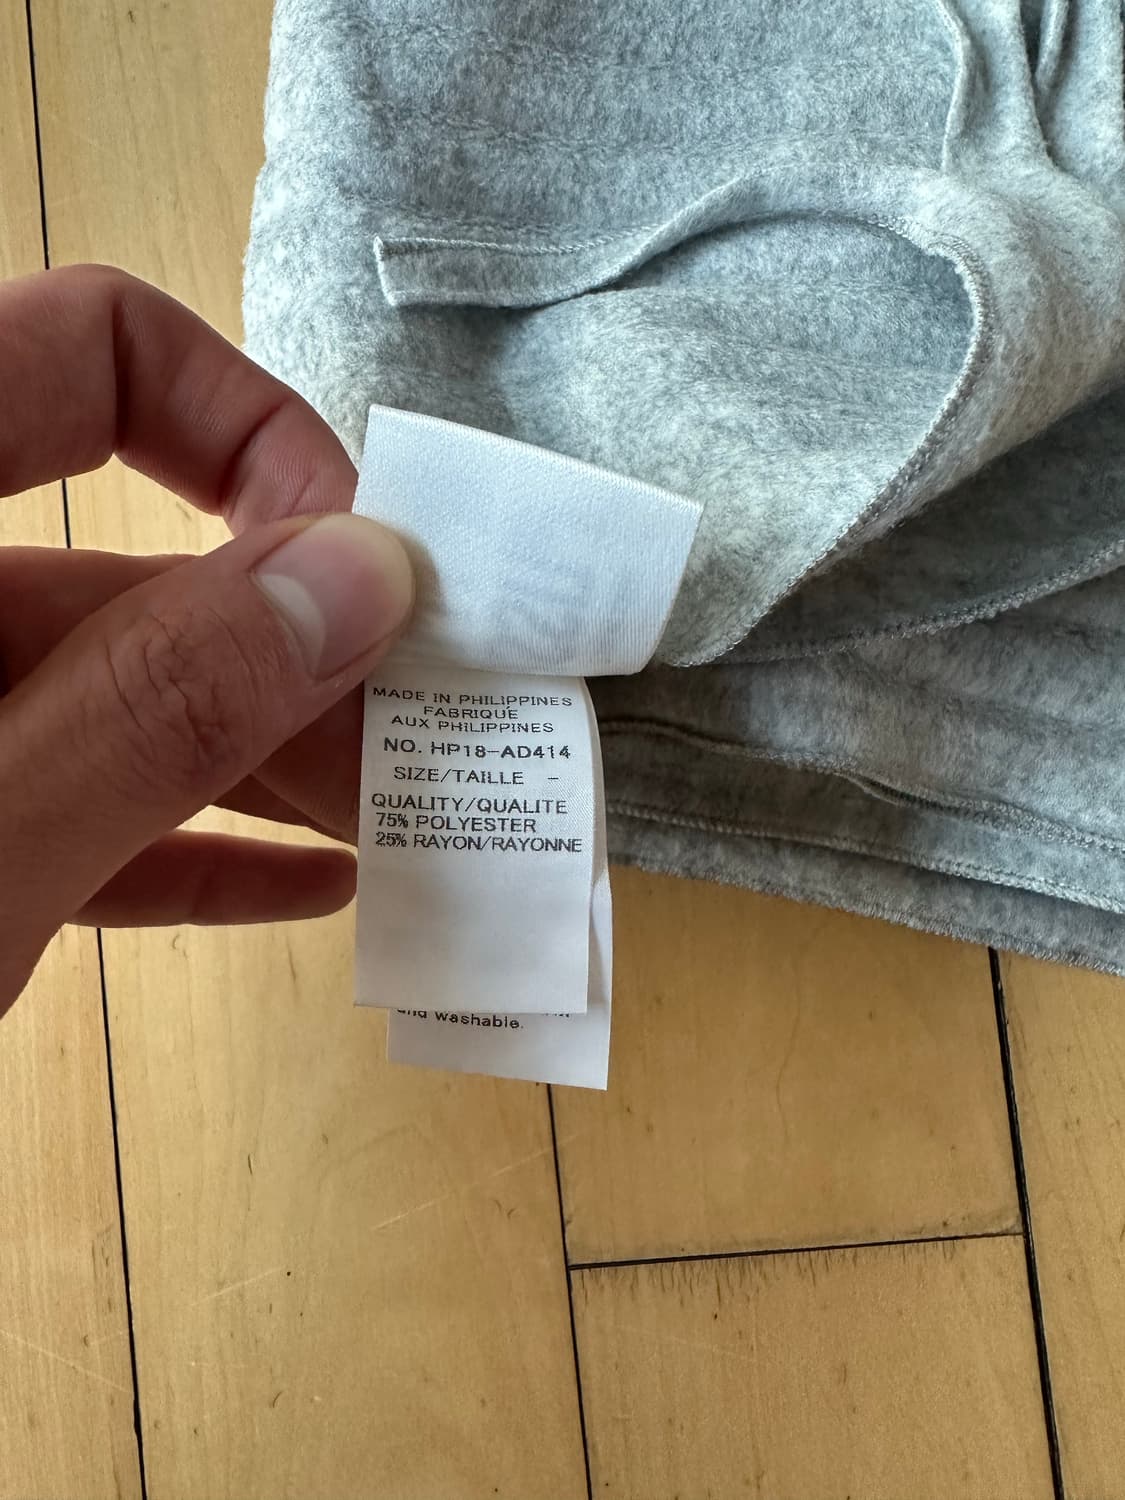 MADE IN PHILIPPINES
FABRIQUÉ
AUX PHILIPPINES
NO. HP18-AD414
SIZE/TAILLE -
QUALITY/QUALITE
75% POLYESTER
25% RAYON/RAYONNE
and washable.